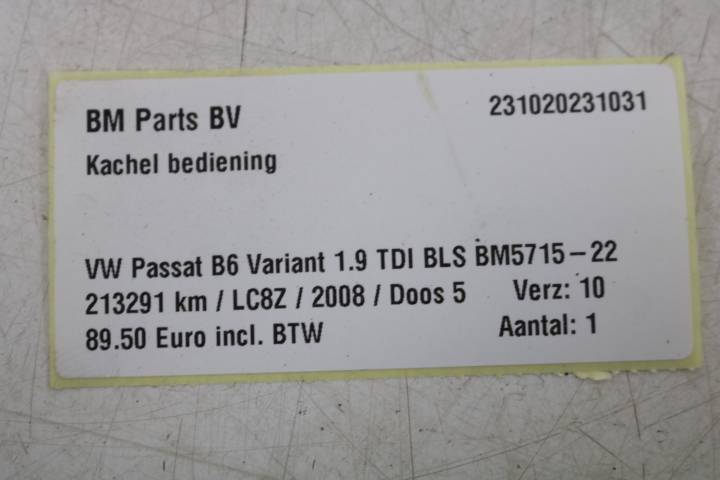 BM Parts BV 231020231031
Kachel bediening
VW Passat B6 Variant 1.9 TDI BLS BM5715-22
213291 km / LC8Z / 2008 / Doos 5 Verz: 10
89.50 Euro incl. BTW Aantal: 1